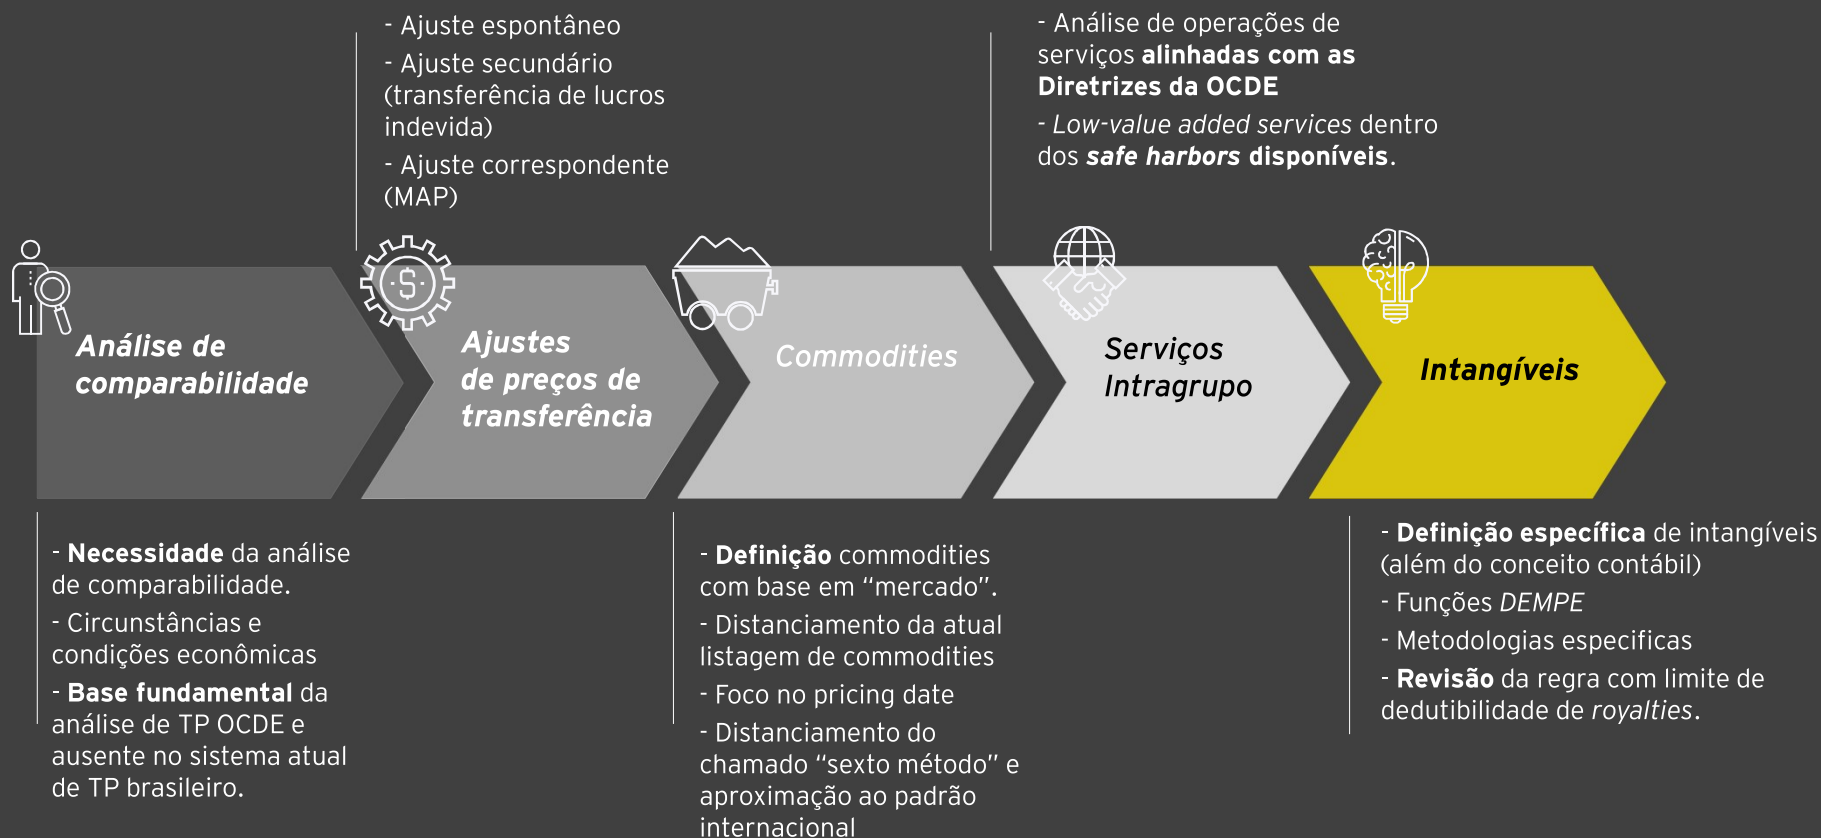 - Ajuste espontâneo
- Ajuste secundário
(transferência de lucros
indevida)
- Ajuste correspondente
(MAP)
- Análise de operações de
serviços alinhadas com as
Diretrizes da OCDE
- Low-value added services dentro
dos safe harbors disponíveis.
$
Análise de
comparabilidade
Ajustes
de preços de
transferência
Commodities
Serviços
Intragrupo
Intangíveis
- Necessidade da análise
de comparabilidade.
- Circunstâncias e
condições econômicas
- Base fundamental da
análise de TP OCDE e
ausente no sistema atual
de TP brasileiro.
- Definição commodities
com base em “mercado”.
- Distanciamento da atual
listagem de commodities
- Foco no pricing date
- Distanciamento do
chamado “sexto método” e
aproximação ao padrão
internacional
- Definição específica de intangíveis
(além do conceito contábil)
- Funções DEMPE
- Metodologias especificas
- Revisão da regra com limite de
dedutibilidade de royalties.